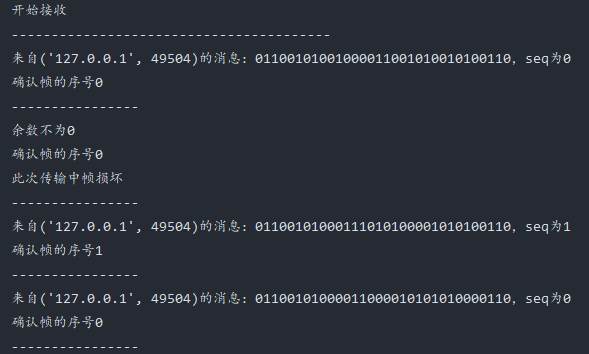 开始接收
----------------------------------------
来自('127.0.0.1', 49504)的消息：01100101001000011001010010100110，seq为0
确认帧的序号0
----------------
余数不为0
确认帧的序号0
此次传输中帧损坏
----------------
来自('127.0.0.1', 49504)的消息：01100101000111010100001010100110，seq为1
确认帧的序号1
----------------
来自('127.0.0.1', 49504)的消息：01100101000011000010101010000110，seq为0
确认帧的序号0
----------------